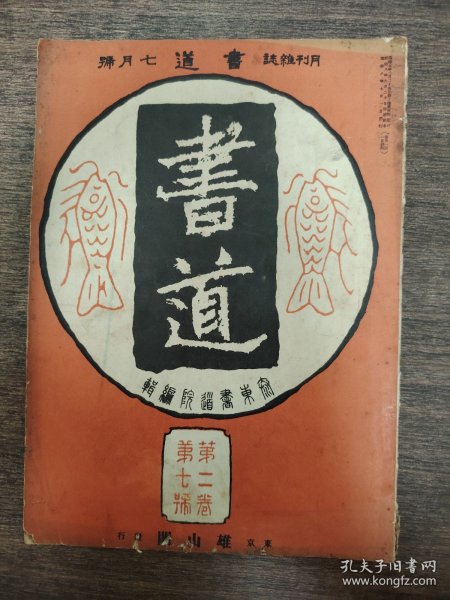 月刊雜誌 書道 七月號
書道
泰東書道院編輯
第二卷
第七號
東京 雄山閣 行
孔夫子旧书网
www.kongfz.com